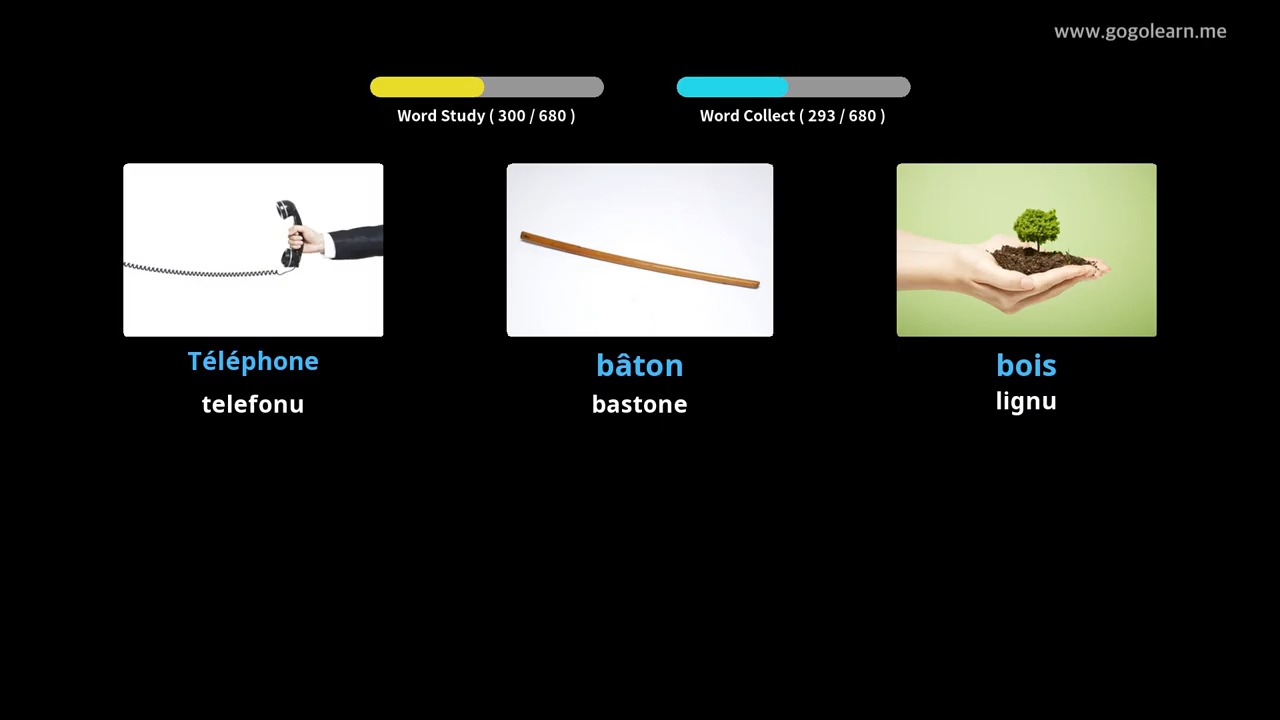 www.gogolearn.me
Word Study ( 300 / 680 )
Word Collect ( 293 / 680 )
Téléphone
bâton
bois
telefonu
bastone
lignu